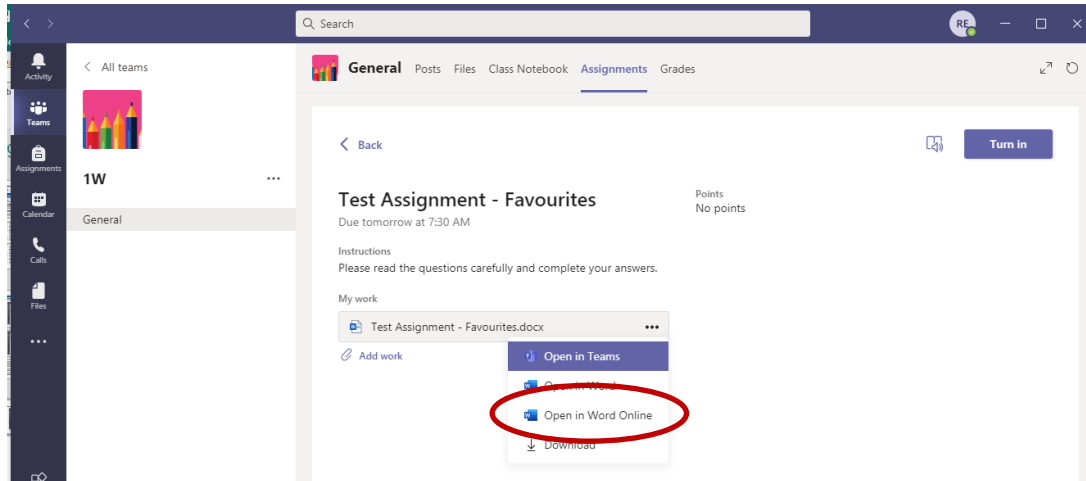 Search
RE
Activity
Teams
Assignments
Calendar
Calls
Files
All teams
1W
General
General Posts Files Class Notebook Assignments Grades
Back
Turn in
Test Assignment - Favourites
Due tomorrow at 7:30 AM
Points
No points
Instructions
Please read the questions carefully and complete your answers.
My work
Test Assignment - Favourites.docx
Add work
Open in Teams
Open in Word
Open in Word Online
Download